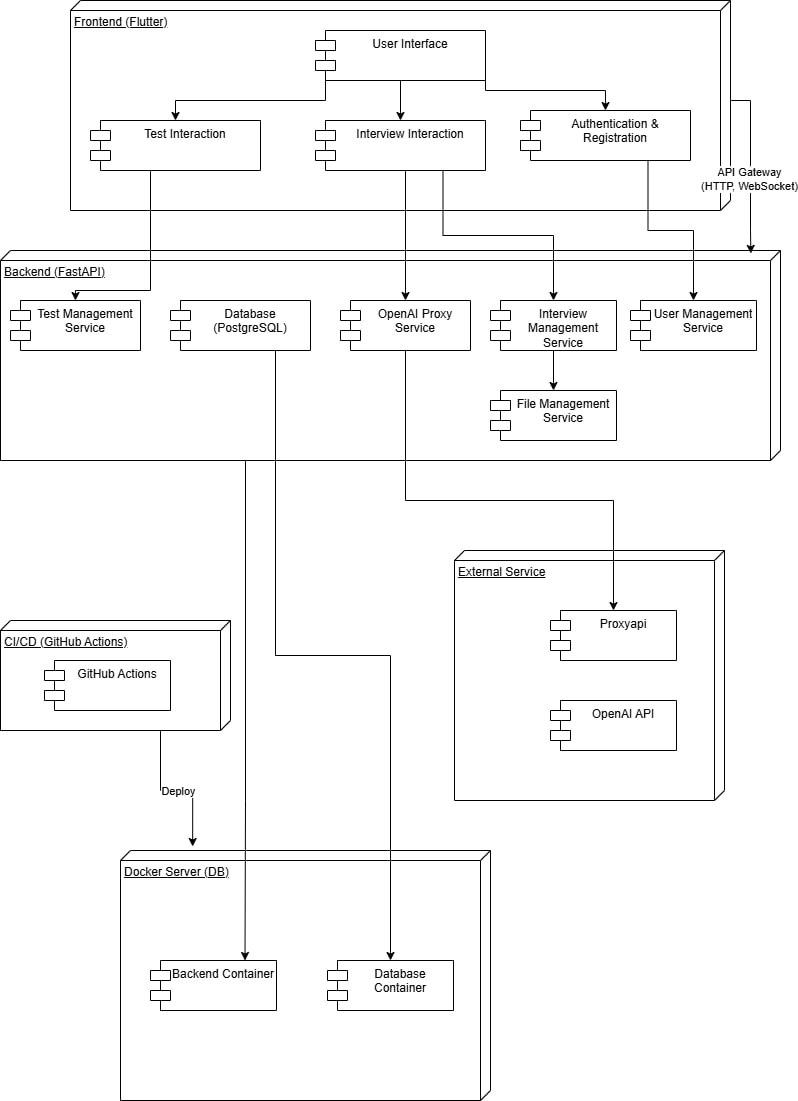 Frontend (Flutter)
User Interface
Test Interaction
Interview Interaction
Authentication &
Registration
API Gateway
(HTTP, WebSocket)
Backend (FastAPI)
Test Management
Service
Database
(PostgreSQL)
OpenAI Proxy
Service
Interview
Management
Service
User Management
Service
File Management
Service
External Service
Proxyapi
OpenAI API
CI/CD (GitHub Actions)
GitHub Actions
Deploy
Docker Server (DB)
Backend Container
Database
Container